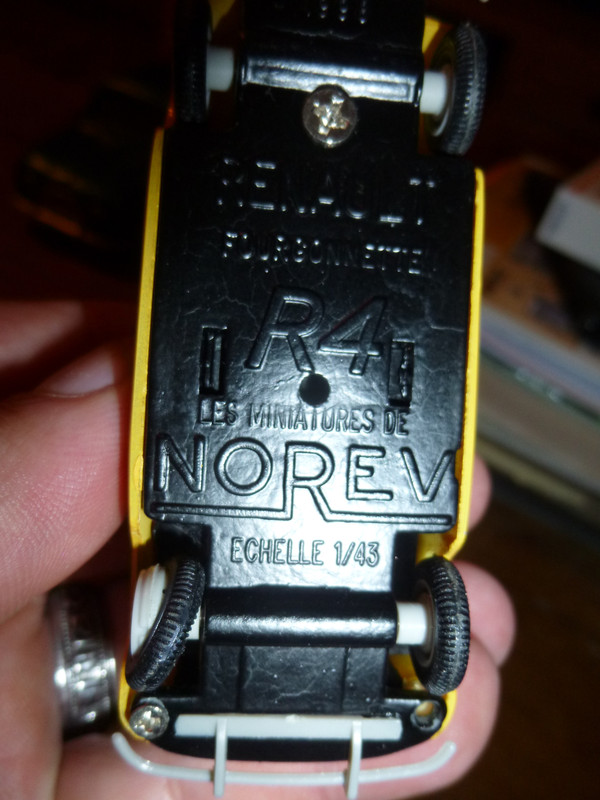 RENAULT
FOURGONNETTE
R4
LES MINIATURES DE
NOREV
ECHELLE 1/43